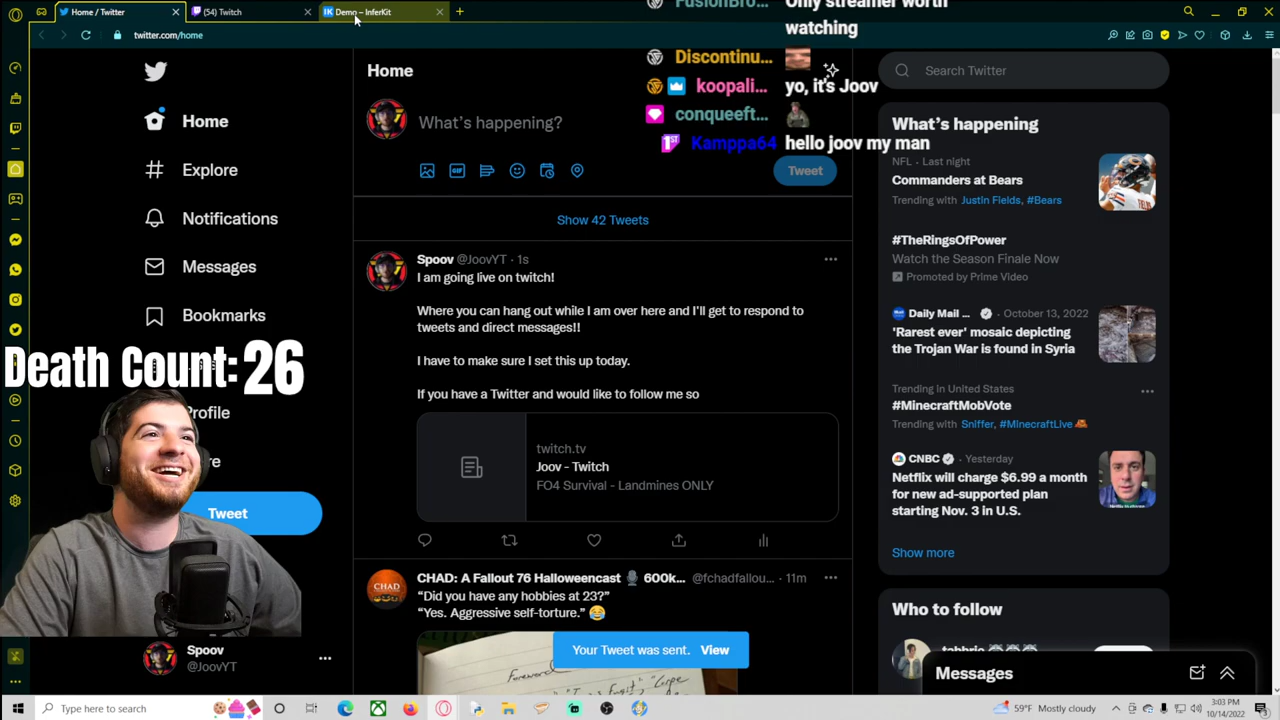 Home / Twitter
(54) Twitch
IK Demo – InferKit
twitter.com/home
Only streamer worth
watching
Discontinu...
koopali... yo, it's Joov
conqueeft...
Kamppa64 hello joov my man
Home
What's happening?
Tweet
Show 42 Tweets
Home
Explore
Notifications
Messages
Bookmarks
Death Count: 26
Profile
Tweet
Spoov
@JoovYT
Spoov @JoovYT · 1s
I am going live on twitch!
Where you can hang out while I am over here and I'll get to respond to
tweets and direct messages!!
I have to make sure I set this up today.
If you have a Twitter and would like to follow me so
twitch.tv
Joov - Twitch
FO4 Survival - Landmines ONLY
CHAD: A Fallout 76 Halloweencast 600k... @fchadfallou... · 11m
CHAD
“Did you have any hobbies at 23?”
“Yes. Aggressive self-torture.”
Your Tweet was sent. View
Search Twitter
What's happening
NFL · Last night
Commanders at Bears
Trending with Justin Fields, #Bears
#TheRingsOfPower
Watch the Season Finale Now
Promoted by Prime Video
Daily Mail ... · October 13, 2022
'Rarest ever' mosaic depicting
the Trojan War is found in Syria
Trending in United States
#MinecraftMobVote
Trending with Sniffer, #MinecraftLive
CNBC · Yesterday
Netflix will charge $6.99 a month
for new ad-supported plan
starting Nov. 3 in U.S.
Show more
Who to follow
Messages
Type here to search
59°F Mostly cloudy
3:03 PM
10/14/2022